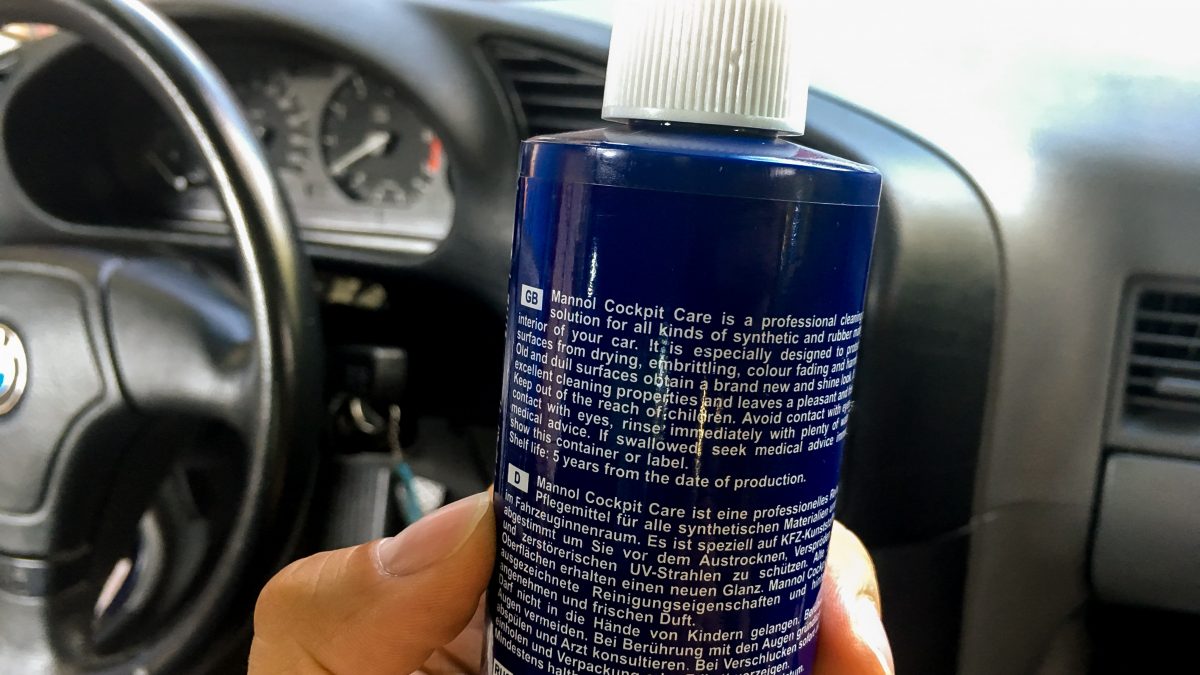 GB Mannol Cockpit Care is a professional cleaning
solution for all kinds of synthetic and rubber
interior of your car. It is especially designed to
surfaces from drying, embrittling, colour fading and
Old and dull surfaces obtain a brand new and shine look
excellent cleaning properties and leaves a pleasant and
Keep out of the reach of children. Avoid contact with
contact with eyes, rinse immediately with plenty of
medical advice. If swallowed, seek medical advice
show this container or label.
Shelf life: 5 years from the date of production.
D Mannol Cockpit Care ist eine professionelles
Pflegemittel für alle synthetischen Materialien
im Fahrzeuginnenraum. Es ist speziell auf
abgestimmt um Sie vor dem Austrocknen,
und zerstörerischen UV-Strahlen zu schützen. Alte
Oberflächen erhalten einen neuen Glanz. Mannol
ausgezeichnete Reinigungseigenschaften und
angenehmen und frischen Duft.
Darf nicht in die Hände von Kindern gelangen.
Augen vermeiden. Bei Berührung mit den Augen
abspülen und Arzt konsultieren. Bei Verschlucken sofort
einholen und Verpackung
Mindestens